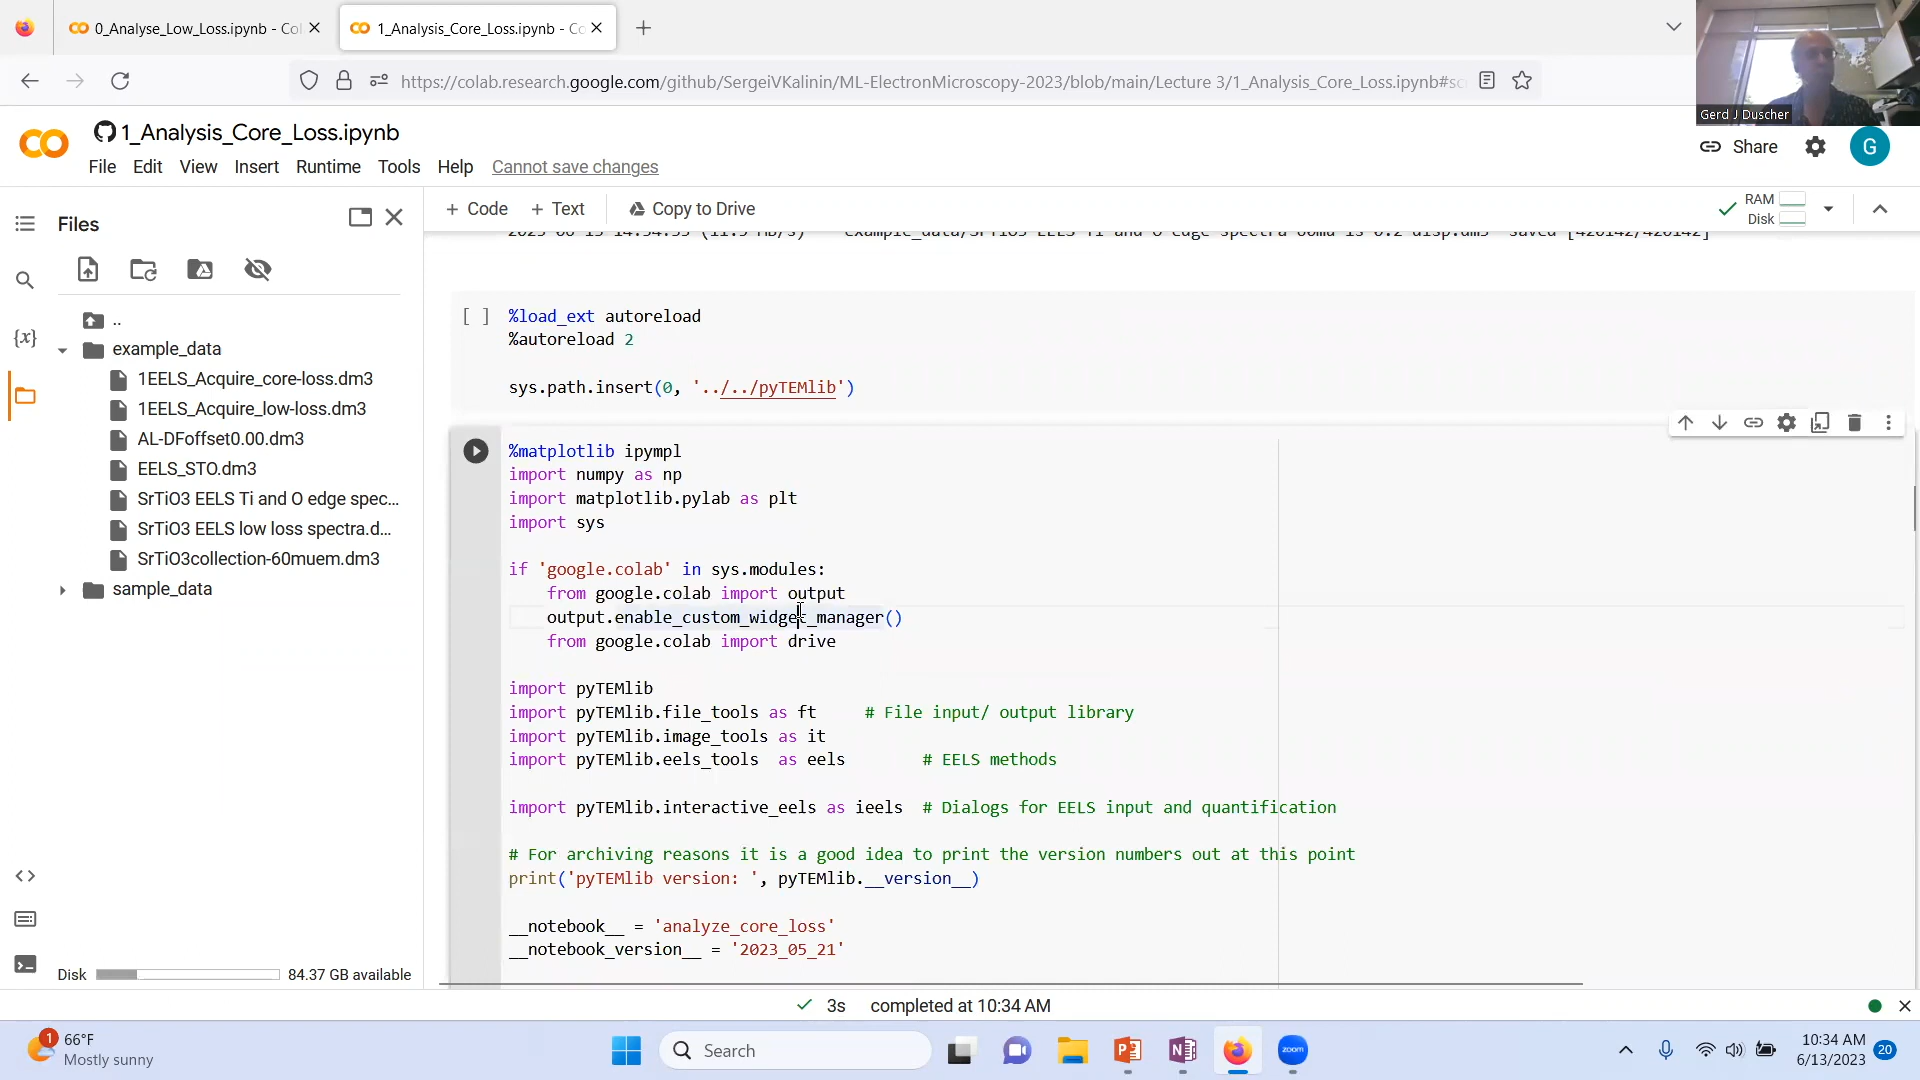 0_Analyse_Low_Loss.ipynb - Co
1_Analysis_Core_Loss.ipynb - Co
https://colab.research.google.com/github/SergeiVKalinin/ML-ElectronMicroscopy-2023/blob/main/Lecture 3/1_Analysis_Core_Loss.ipynb#sc
Gerd J Duscher
1_Analysis_Core_Loss.ipynb
File Edit View Insert Runtime Tools Help Cannot save changes
Share
G
Files
+ Code + Text Copy to Drive
RAM
Disk
..
example_data
1EELS_Acquire_core-loss.dm3
1EELS_Acquire_low-loss.dm3
AL-DFoffset0.00.dm3
EELS_STO.dm3
SrTiO3 EELS Ti and O edge spec...
SrTiO3 EELS low loss spectra.d...
SrTiO3collection-60muem.dm3
sample_data
Disk 84.37 GB available
[ ] %load_ext autoreload
%autoreload 2
sys.path.insert(0, '../../pyTEMlib')
%matplotlib ipympl
import numpy as np
import matplotlib.pylab as plt
import sys
if 'google.colab' in sys.modules:
from google.colab import output
output.enable_custom_widget_manager()
from google.colab import drive
import pyTEMlib
import pyTEMlib.file_tools as ft # File input/ output library
import pyTEMlib.image_tools as it
import pyTEMlib.eels_tools as eels # EELS methods
import pyTEMlib.interactive_eels as ieels # Dialogs for EELS input and quantification
# For archiving reasons it is a good idea to print the version numbers out at this point
print('pyTEMlib version: ', pyTEMlib.__version__)
__notebook__ = 'analyze_core_loss'
__notebook_version__ = '2023_05_21'
3s completed at 10:34 AM
1
66°F
Mostly sunny
Search
zoom
10:34 AM
6/13/2023
20